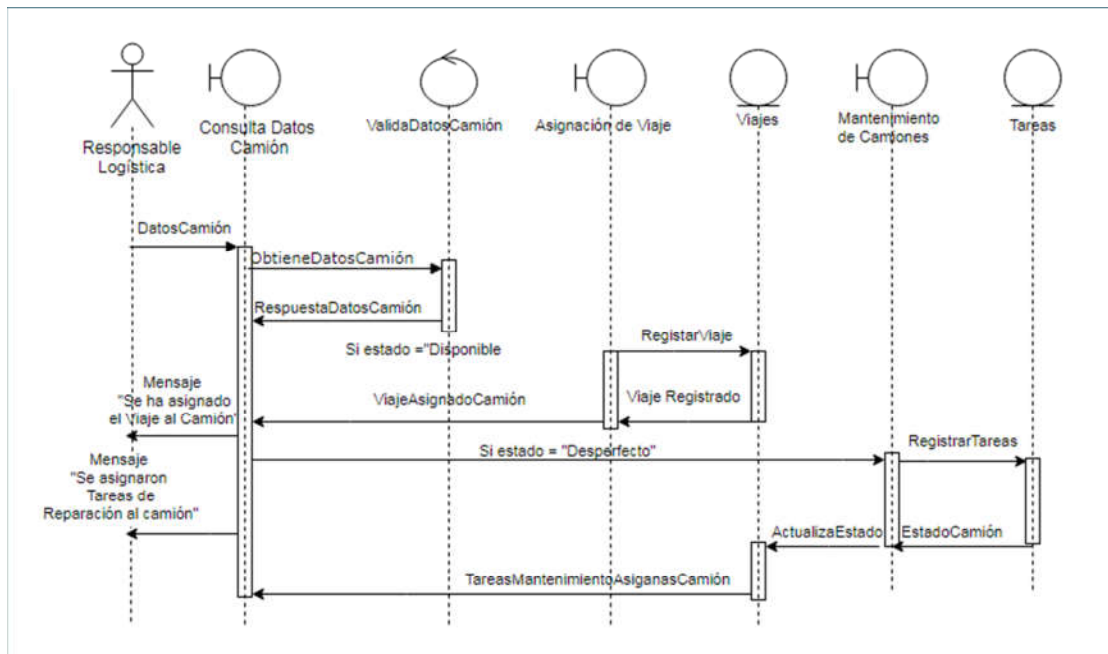 Responsable
Logística
Consulta Datos
Camión
ValidaDatosCamión
Asignación de Viaje
Viajes
Mantenimiento
de Camiones
Tareas
DatosCamión
ObtieneDatosCamión
RespuestaDatosCamión
Si estado ="Disponible
RegistarViaje
Mensaje
"Se ha asignado
el Viaje al Camión"
ViajeAsignadoCamión
Viaje Registrado
Si estado = "Desperfecto"
RegistrarTareas
Mensaje
"Se asignaron
Tareas de
Reparación al camión"
ActualizaEstado
EstadoCamión
TareasMantenimientoAsiganasCamión